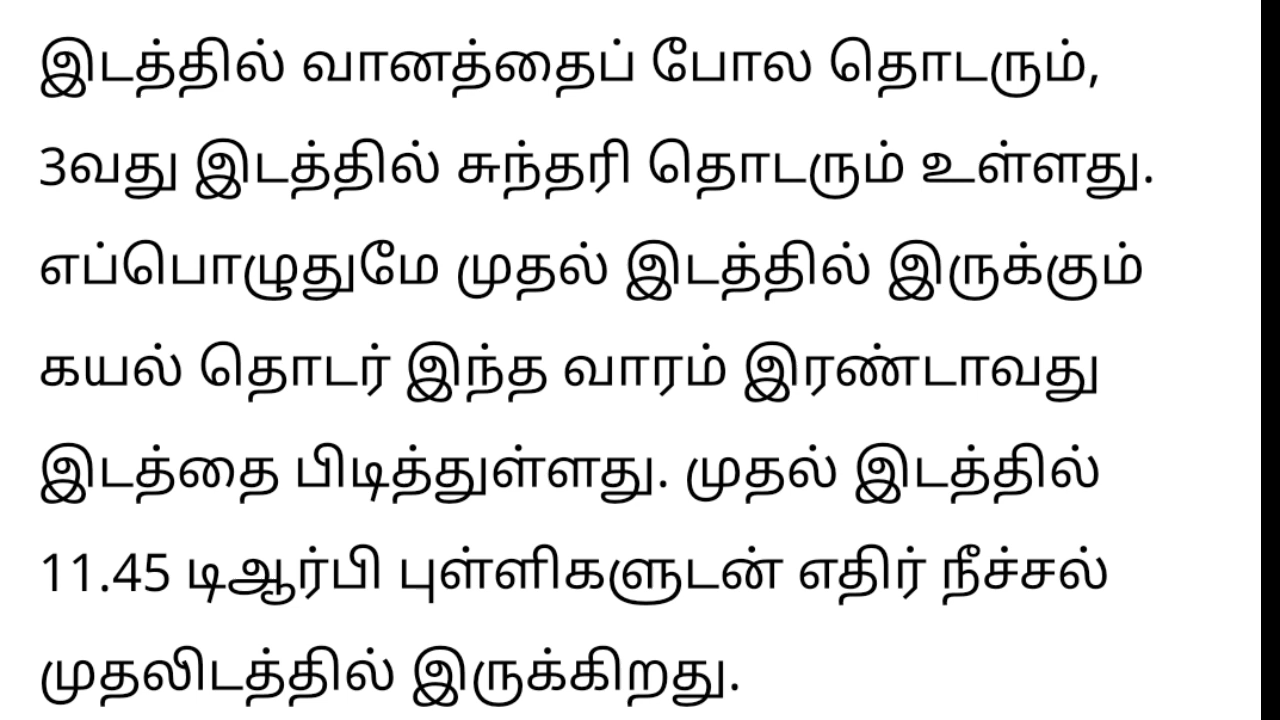 இடத்தில் வானத்தைப் போல தொடரும்,
3வது இடத்தில் சுந்தரி தொடரும் உள்ளது.
எப்பொழுதுமே முதல் இடத்தில் இருக்கும்
கயல் தொடர் இந்த வாரம் இரண்டாவது
இடத்தை பிடித்துள்ளது. முதல் இடத்தில்
11.45 டிஆர்பி புள்ளிகளுடன் எதிர் நீச்சல்
முதலிடத்தில் இருக்கிறது.